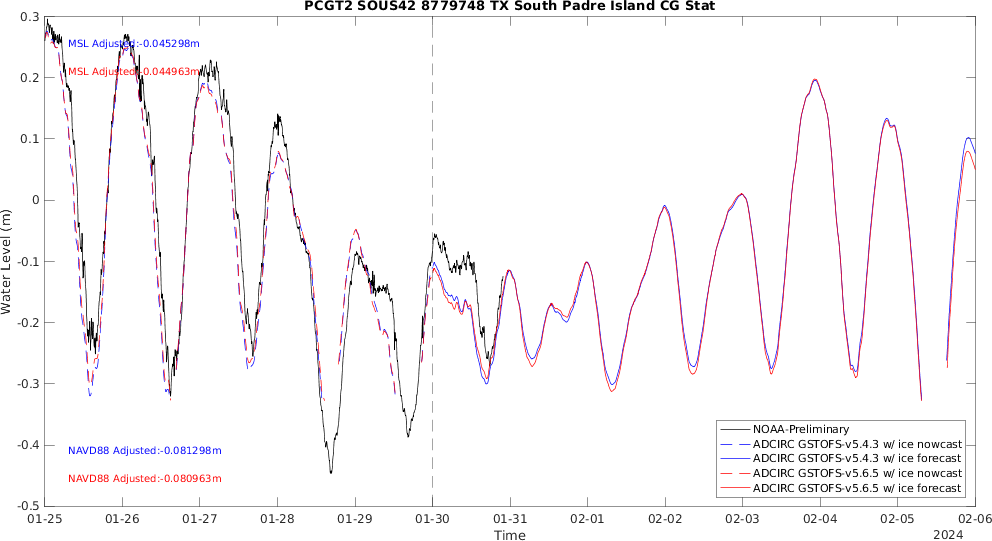 PCGT2 SOUS42 8779748 TX South Padre Island CG Stat
0.3
0.2
0.1
0
-0.1
-0.2
-0.3
-0.4
-0.5
Water Level (m)
MSL Adjusted:-0.045298m
MSL Adjusted:-0.044963m
NAVD88 Adjusted:-0.081298m
NAVD88 Adjusted:-0.080963m
NOAA-Preliminary
ADCIRC GSTOFS-v5.4.3 w/ ice nowcast
ADCIRC GSTOFS-v5.4.3 w/ ice forecast
ADCIRC GSTOFS-v5.6.5 w/ ice nowcast
ADCIRC GSTOFS-v5.6.5 w/ ice forecast
01-25 01-26 01-27 01-28 01-29 01-30 01-31 02-01 02-02 02-03 02-04 02-05 02-06
Time
2024